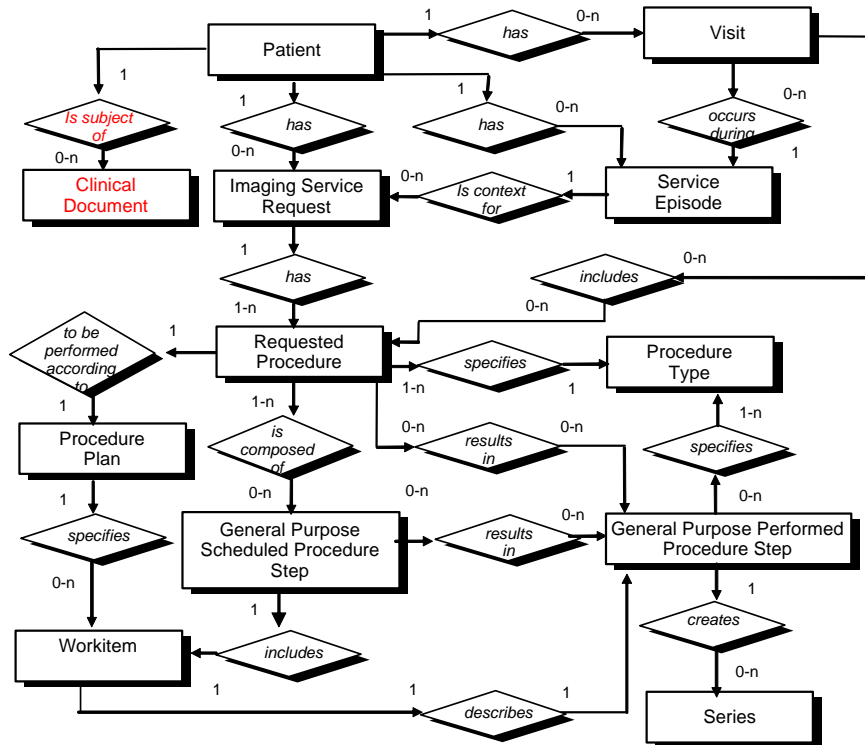 1
0-n
Patient
has
Visit
1
1
1
0-n
0-n
Is subject
of
has
has
occurs
during
0-n
0-n
1
Clinical
Document
Imaging Service
Request
0-n
Is context
for
1
Service
Episode
1
has
includes
0-n
1-n
0-n
to be
performed
according
to
1
Requested
Procedure
specifies
Procedure
Type
1-n
1
1
1-n
1-n
Procedure
Plan
is
composed
of
0-n
results
in
0-n
specifies
1
0-n
0-n
0-n
specifies
General Purpose
Scheduled Procedure
Step
0-n
results
in
General Purpose Performed
Procedure Step
0-n
1
1
Workitem
includes
creates
0-n
1
1
describes
1
Series